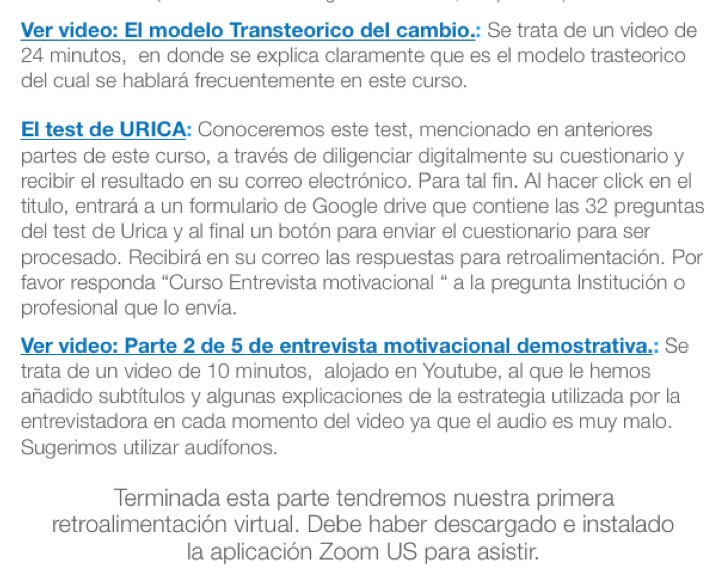 Ver video: El modelo Transteorico del cambio.: Se trata de un video de
24 minutos, en donde se explica claramente que es el modelo trasteorico
del cual se hablará frecuentemente en este curso.
El test de URICA: Conoceremos este test, mencionado en anteriores
partes de este curso, a través de diligenciar digitalmente su cuestionario y
recibir el resultado en su correo electrónico. Para tal fin. Al hacer click en el
titulo, entrará a un formulario de Google drive que contiene las 32 preguntas
del test de Urica y al final un botón para enviar el cuestionario para ser
procesado. Recibirá en su correo las respuestas para retroalimentación. Por
favor responda “Curso Entrevista motivacional “ a la pregunta Institución o
profesional que lo envía.
Ver video: Parte 2 de 5 de entrevista motivacional demostrativa.: Se
trata de un video de 10 minutos, alojado en Youtube, al que le hemos
añadido subtítulos y algunas explicaciones de la estrategia utilizada por la
entrevistadora en cada momento del video ya que el audio es muy malo.
Sugerimos utilizar audífonos.
Terminada esta parte tendremos nuestra primera
retroalimentación virtual. Debe haber descargado e instalado
la aplicación Zoom US para asistir.